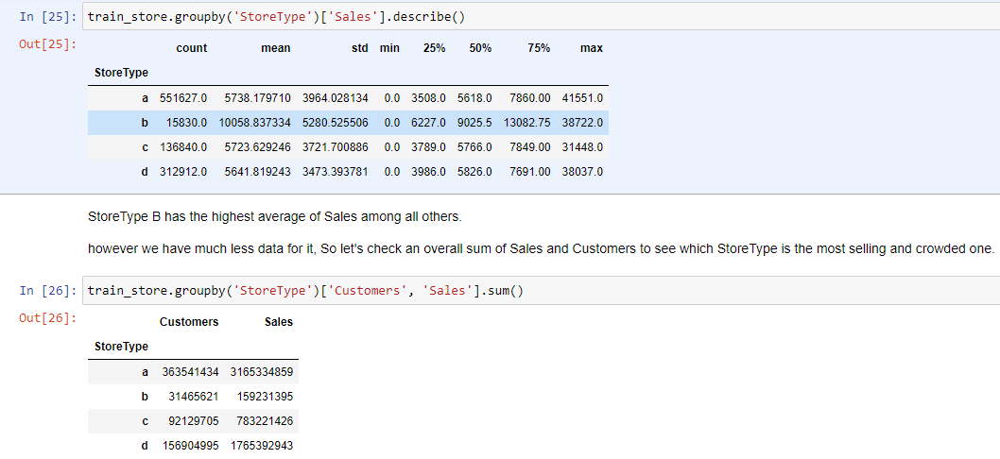 In [25]: train_store.groupby('StoreType')['Sales'].describe()
Out[25]:
count mean std min 25% 50% 75% max
StoreType
a 551627.0 5738.179710 3964.028134 0.0 3508.0 5618.0 7860.00 41551.0
b 15830.0 10058.837334 5280.525506 0.0 6227.0 9025.5 13082.75 38722.0
c 136840.0 5723.629246 3721.700886 0.0 3789.0 5766.0 7849.00 31448.0
d 312912.0 5641.819243 3473.393781 0.0 3986.0 5826.0 7691.00 38037.0
StoreType B has the highest average of Sales among all others.
however we have much less data for it, So let's check an overall sum of Sales and Customers to see which StoreType is the most selling and crowded one.
In [26]: train_store.groupby('StoreType')['Customers', 'Sales'].sum()
Out[26]:
Customers Sales
StoreType
a 363541434 3165334859
b 31465621 159231395
c 92129705 783221426
d 156904995 1765392943